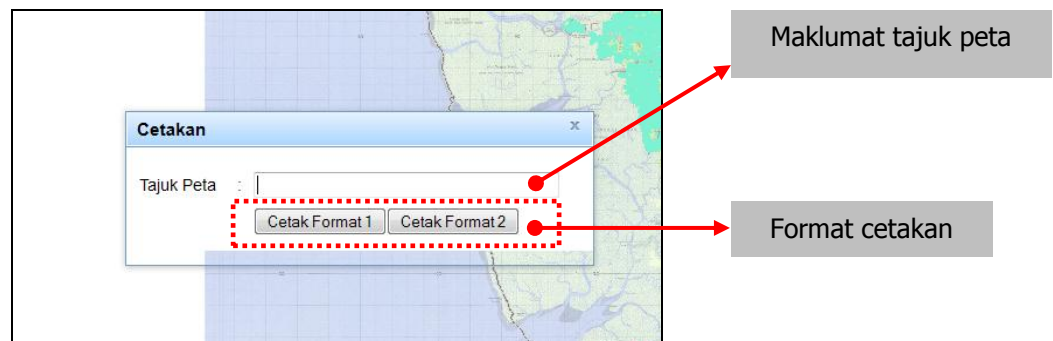 Maklumat tajuk peta
Cetakan x
Tajuk Peta :
Cetak Format 1 Cetak Format 2
Format cetakan